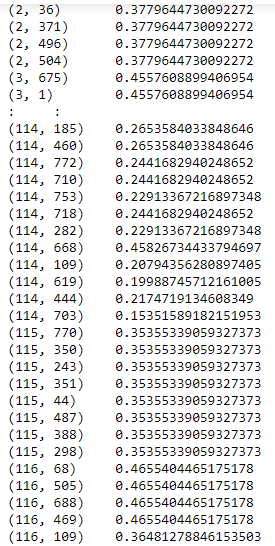 (2, 36) 0.3779644730092272
(2, 371) 0.3779644730092272
(2, 496) 0.3779644730092272
(2, 504) 0.3779644730092272
(3, 675) 0.4557608899406954
(3, 1) 0.4557608899406954
: :
(114, 185) 0.2653584033848646
(114, 460) 0.2653584033848646
(114, 772) 0.2441682940248652
(114, 710) 0.2441682940248652
(114, 753) 0.22913367216897348
(114, 718) 0.2441682940248652
(114, 282) 0.22913367216897348
(114, 668) 0.45826734433794697
(114, 109) 0.20794356280897405
(114, 619) 0.19988745712161005
(114, 444) 0.2174719134608349
(114, 703) 0.15351589182151953
(115, 770) 0.35355339059327373
(115, 350) 0.35355339059327373
(115, 243) 0.35355339059327373
(115, 351) 0.35355339059327373
(115, 44) 0.35355339059327373
(115, 487) 0.35355339059327373
(115, 388) 0.35355339059327373
(115, 298) 0.35355339059327373
(116, 68) 0.4655404465175178
(116, 505) 0.4655404465175178
(116, 688) 0.4655404465175178
(116, 469) 0.4655404465175178
(116, 109) 0.36481278846153503